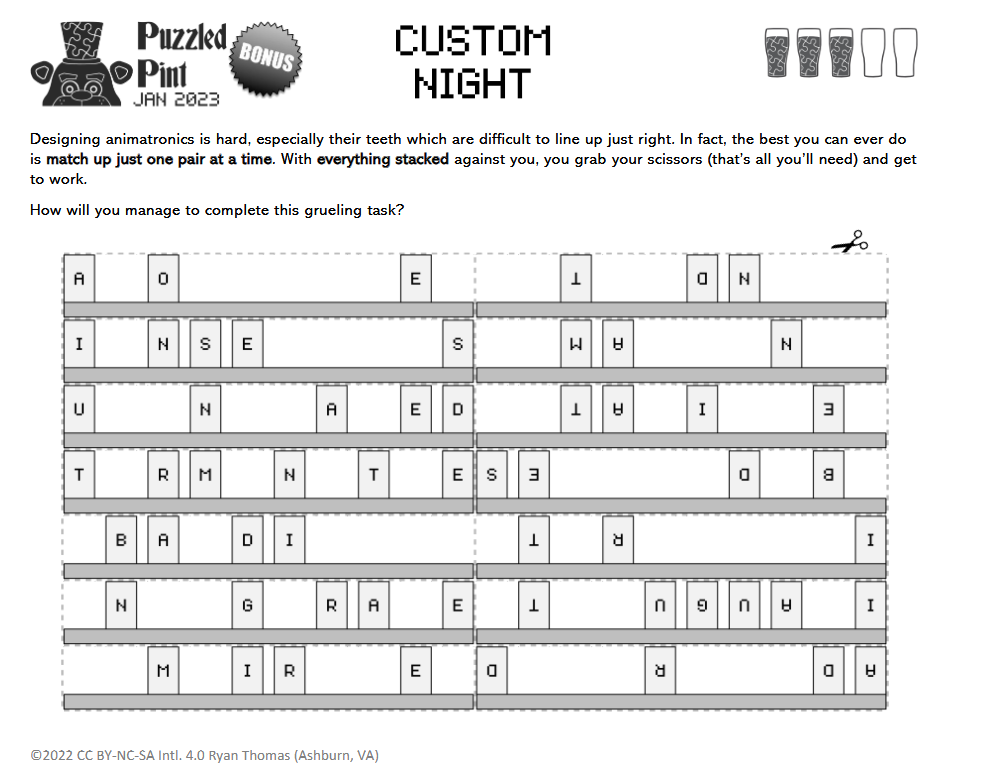 Puzzled Pint
JAN 2023
BONUS
CUSTOM
NIGHT
Designing animatronics is hard, especially their teeth which are difficult to line up just right. In fact, the best you can ever do
is match up just one pair at a time. With everything stacked against you, you grab your scissors (that's all you'll need) and get
to work.
How will you manage to complete this grueling task?
A O E T D N
I N S E S M A N
U N A E D T A I E
T R M N T E S E D B
B A D I T R I
N G R A E T U G U A I
M I R E D R D A
©2022 CC BY-NC-SA Intl. 4.0 Ryan Thomas (Ashburn, VA)